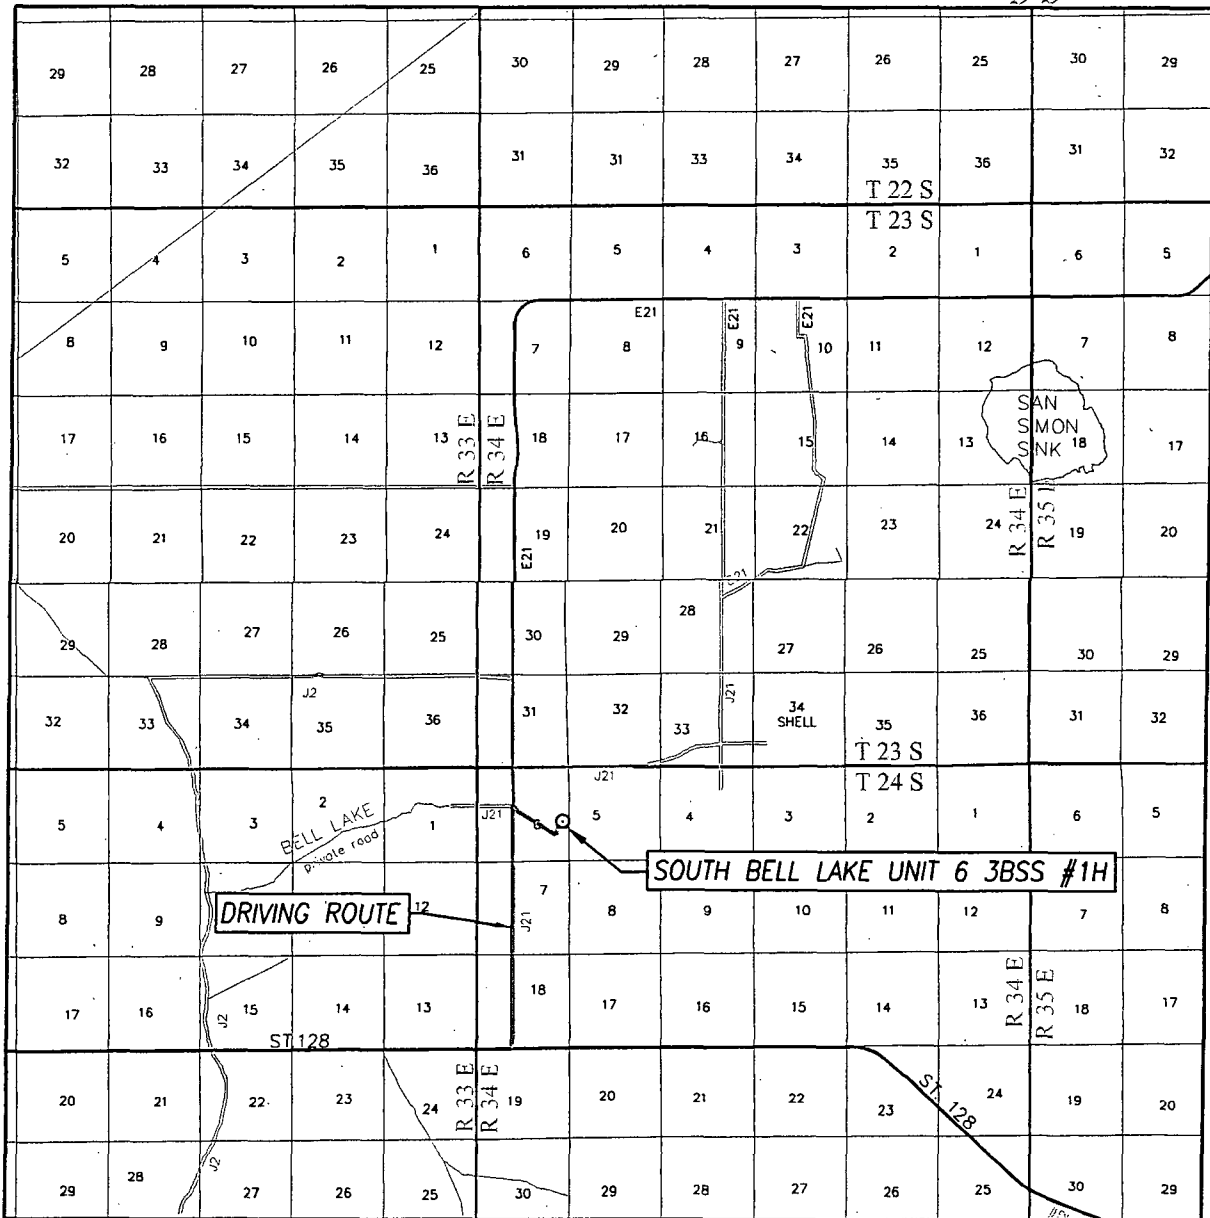 29 28 27 26 25 30 29 28 27 26 25 30 29
32 33 34 35 36 31 31 33 34 35 36 31 32
T 22 S
T 23 S
5 4 3 2 1 6 5 4 3 2 1 6 5
E21 E21 E21
8 9 10 11 12 7 8 9 10 11 12 7 8
R 33 E R 34 E
SAN
SIMON
SINK
17 16 15 14 13 18 17 16 15 14 13 18 17
R 34 E
20 21 22 23 24 19 20 21 22 23 24 19 20
E21
29 28 27 26 25 30 29 28 27 26 25 30 29
J2
J21
32 33 34 35 36 31 32 33 34 35 36 31 32
SHELL
T 23 S
T 24 S
J21
5 4 3 2 1 6 5 4 3 2 1 6 5
J21
BELL LAKE
private road
SOUTH BELL LAKE UNIT 6 3BSS #1H
DRIVING ROUTE
8 9 12 7 8 9 10 11 12 7 8
J21
R 34 E R 35 E
17 16 15 14 13 18 17 16 15 14 13 18 17
J2
ST 128
R 33 E R 34 E
20 21 22 23 24 19 20 21 22 23 24 19 20
ST. 128
J2
29 28 27 26 25 30 29 28 27 26 25 30 29